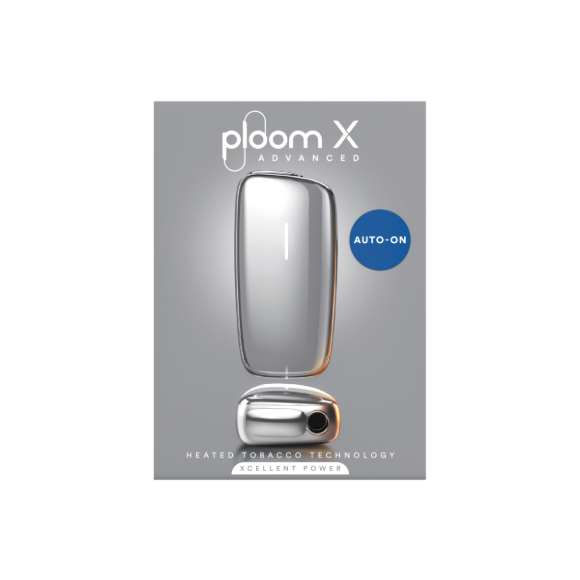 ploom X
ADVANCED
AUTO-ON
HEATED TOBACCO TECHNOLOGY
XCELLENT POWER